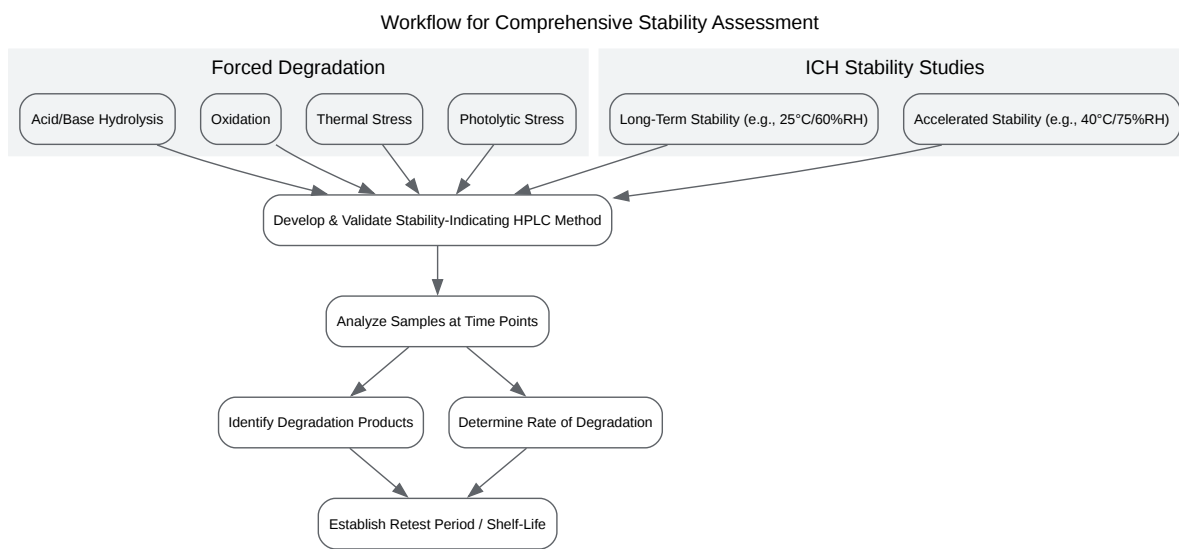 Workflow for Comprehensive Stability Assessment
Forced Degradation
ICH Stability Studies
Acid/Base Hydrolysis
Oxidation
Thermal Stress
Photolytic Stress
Long-Term Stability (e.g., 25°C/60%RH)
Accelerated Stability (e.g., 40°C/75%RH)
Develop & Validate Stability-Indicating HPLC Method
Analyze Samples at Time Points
Identify Degradation Products
Determine Rate of Degradation
Establish Retest Period / Shelf-Life